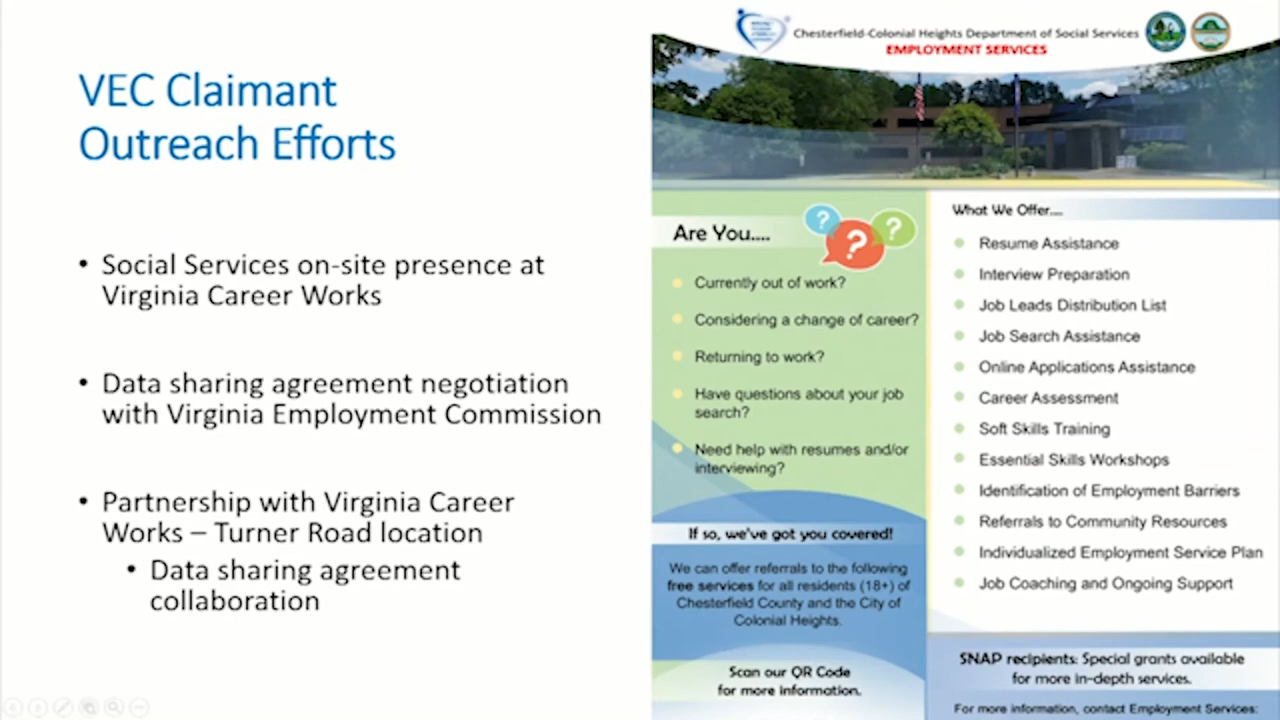 VEC Claimant
Outreach Efforts
• Social Services on-site presence at
Virginia Career Works
• Data sharing agreement negotiation
with Virginia Employment Commission
• Partnership with Virginia Career
Works – Turner Road location
• Data sharing agreement
collaboration
Chesterfield-Colonial Heights Department of Social Services
EMPLOYMENT SERVICES
Are You....
? ? ?
Currently out of work?
Considering a change of career?
Returning to work?
Have questions about your job
search?
Need help with resumes and/or
interviewing?
If so, we've got you covered!
We can offer referrals to the following
free services for all residents (18+) of
Chesterfield County and the City of
Colonial Heights.
Scan our QR Code
for more information.
What We Offer....
Resume Assistance
Interview Preparation
Job Leads Distribution List
Job Search Assistance
Online Applications Assistance
Career Assessment
Soft Skills Training
Essential Skills Workshops
Identification of Employment Barriers
Referrals to Community Resources
Individualized Employment Service Plan
Job Coaching and Ongoing Support
SNAP recipients: Special grants available
for more in-depth services.
For more information, contact Employment Services: